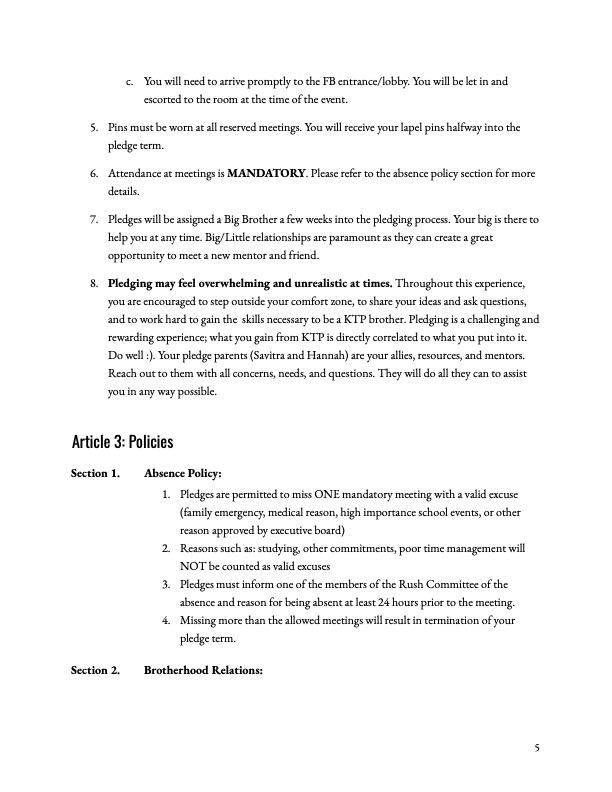 c. You will need to arrive promptly to the FB entrance/lobby. You will be let in and
escorted to the room at the time of the event.
5. Pins must be worn at all reserved meetings. You will receive your lapel pins halfway into the
pledge term.
6. Attendance at meetings is MANDATORY. Please refer to the absence policy section for more
details.
7. Pledges will be assigned a Big Brother a few weeks into the pledging process. Your big is there to
help you at any time. Big/Little relationships are paramount as they can create a great
opportunity to meet a new mentor and friend.
8. Pledging may feel overwhelming and unrealistic at times. Throughout this experience,
you are encouraged to step outside your comfort zone, to share your ideas and ask questions,
and to work hard to gain the skills necessary to be a KTP brother. Pledging is a challenging and
rewarding experience; what you gain from KTP is directly correlated to what you put into it.
Do well :). Your pledge parents (Savitra and Hannah) are your allies, resources, and mentors.
Reach out to them with all concerns, needs, and questions. They will do all they can to assist
you in any way possible.
Article 3: Policies
Section 1. Absence Policy:
1. Pledges are permitted to miss ONE mandatory meeting with a valid excuse
(family emergency, medical reason, high importance school events, or other
reason approved by executive board)
2. Reasons such as: studying, other commitments, poor time management will
NOT be counted as valid excuses
3. Pledges must inform one of the members of the Rush Committee of the
absence and reason for being absent at least 24 hours prior to the meeting.
4. Missing more than the allowed meetings will result in termination of your
pledge term.
Section 2. Brotherhood Relations:
5